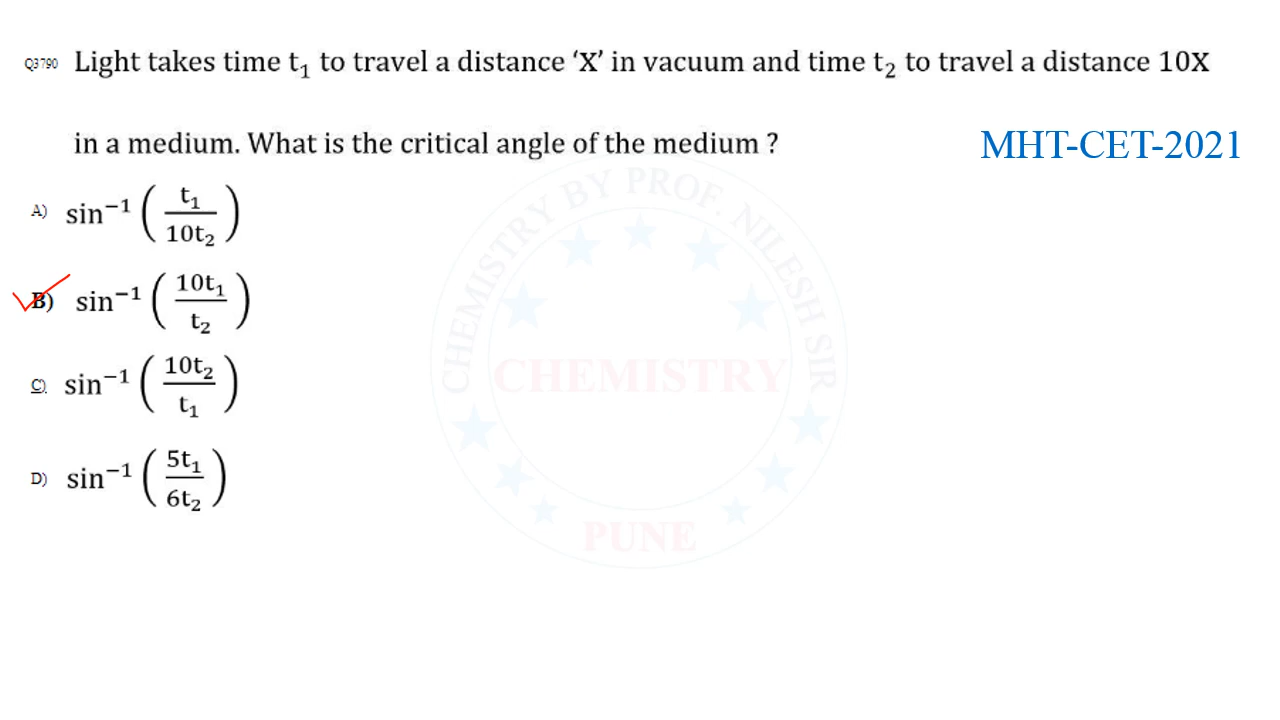 Q3790 Light takes time t₁ to travel a distance ‘X’ in vacuum and time t₂ to travel a distance 10X
in a medium. What is the critical angle of the medium ?
MHT-CET-2021
A) sin⁻¹ (t₁/10t₂)
B) sin⁻¹ (10t₁/t₂)
C) sin⁻¹ (10t₂/t₁)
D) sin⁻¹ (5t₁/6t₂)
CHEMISTRY BY PROF. NILESH SIR
CHEMISTRY
PUNE